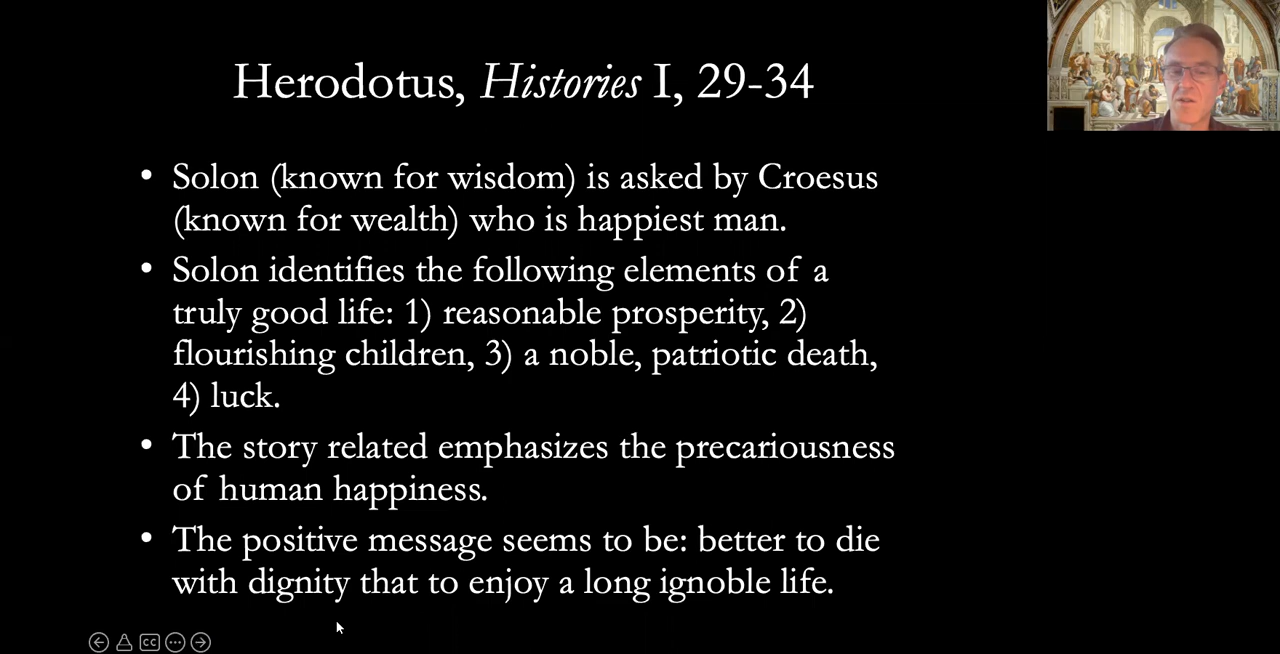 Herodotus, Histories I, 29-34
• Solon (known for wisdom) is asked by Croesus
(known for wealth) who is happiest man.
• Solon identifies the following elements of a
truly good life: 1) reasonable prosperity, 2)
flourishing children, 3) a noble, patriotic death,
4) luck.
• The story related emphasizes the precariousness
of human happiness.
• The positive message seems to be: better to die
with dignity that to enjoy a long ignoble life.
CC